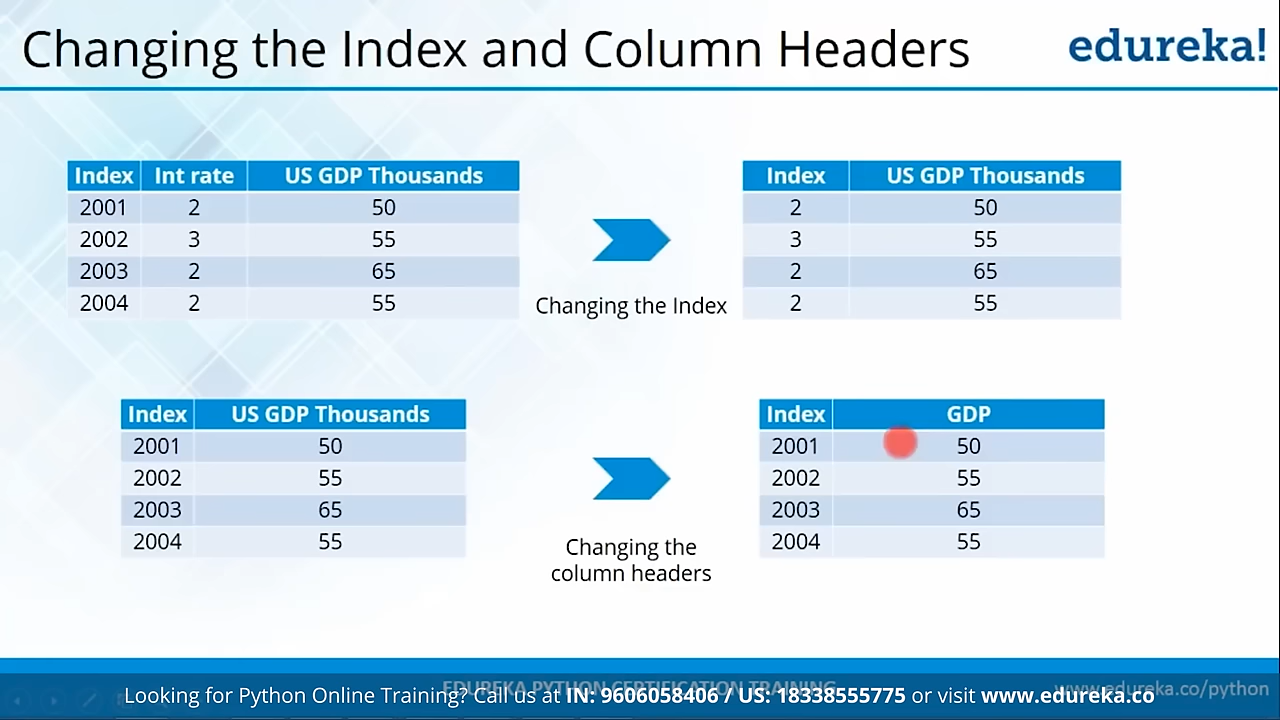 Changing the Index and Column Headers
edureka!
Index Int rate US GDP Thousands
2001 2 50
2002 3 55
2003 2 65
2004 2 55
Changing the Index
Index US GDP Thousands
2 50
3 55
2 65
2 55
Index US GDP Thousands
2001 50
2002 55
2003 65
2004 55
Changing the
column headers
Index GDP
2001 50
2002 55
2003 65
2004 55
EDUREKA PYTHON CERTIFICATION TRAINING
www.edureka.co/python
Looking for Python Online Training? Call us at IN: 9606058406 / US: 18338555775 or visit www.edureka.co